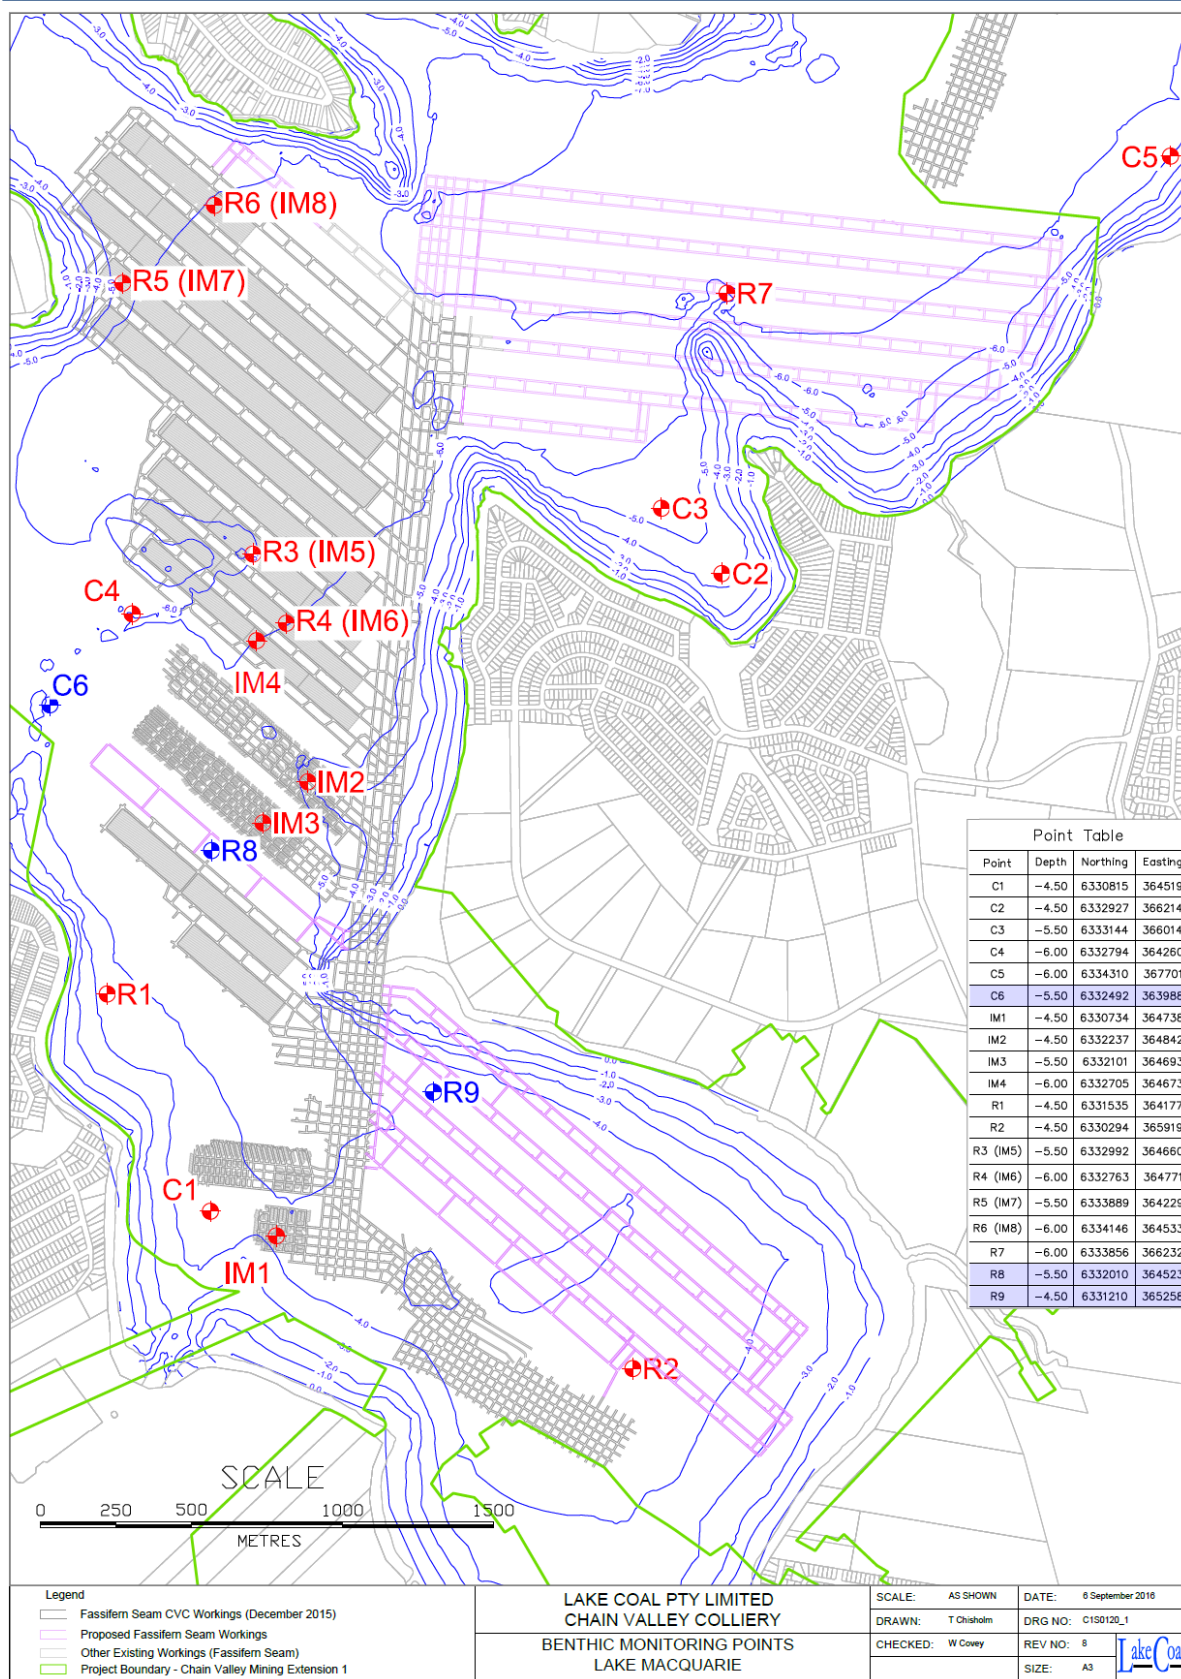 R6 (IM8)
C5
R5 (IM7)
R7
C3
C2
R3 (IM5)
C4
R4 (IM6)
IM4
C6
IM2
IM3
R8
R1
R9
C1
IM1
R2
Point Table
Point Depth Northing Easting
C1 -4.50 6330815 364519
C2 -4.50 6332927 366214
C3 -5.50 6333144 366014
C4 -6.00 6332794 364260
C5 -6.00 6334310 367701
C6 -5.50 6332492 363988
IM1 -4.50 6330734 364738
IM2 -4.50 6332237 364842
IM3 -5.50 6332101 364693
IM4 -6.00 6332705 364673
R1 -4.50 6331535 364177
R2 -4.50 6330294 365919
R3 (IM5) -5.50 6332992 364660
R4 (IM6) -6.00 6332763 364771
R5 (IM7) -5.50 6333889 364229
R6 (IM8) -6.00 6334146 364533
R7 -6.00 6333856 366232
R8 -5.50 6332010 364523
R9 -4.50 6331210 365258
SCALE
0 250 500 1000 1500
METRES
Legend
Fassifern Seam CVC Workings (December 2015)
Proposed Fassifern Seam Workings
Other Existing Workings (Fassifern Seam)
Project Boundary - Chain Valley Mining Extension 1
LAKE COAL PTY LIMITED
CHAIN VALLEY COLLIERY
BENTHIC MONITORING POINTS
LAKE MACQUARIE
SCALE: AS SHOWN
DRAWN: T Chisholm
CHECKED: W Covey
DATE: 6 September 2016
DRG NO: C1S0120_1
REV NO: 8
SIZE: A3
LakeCoa